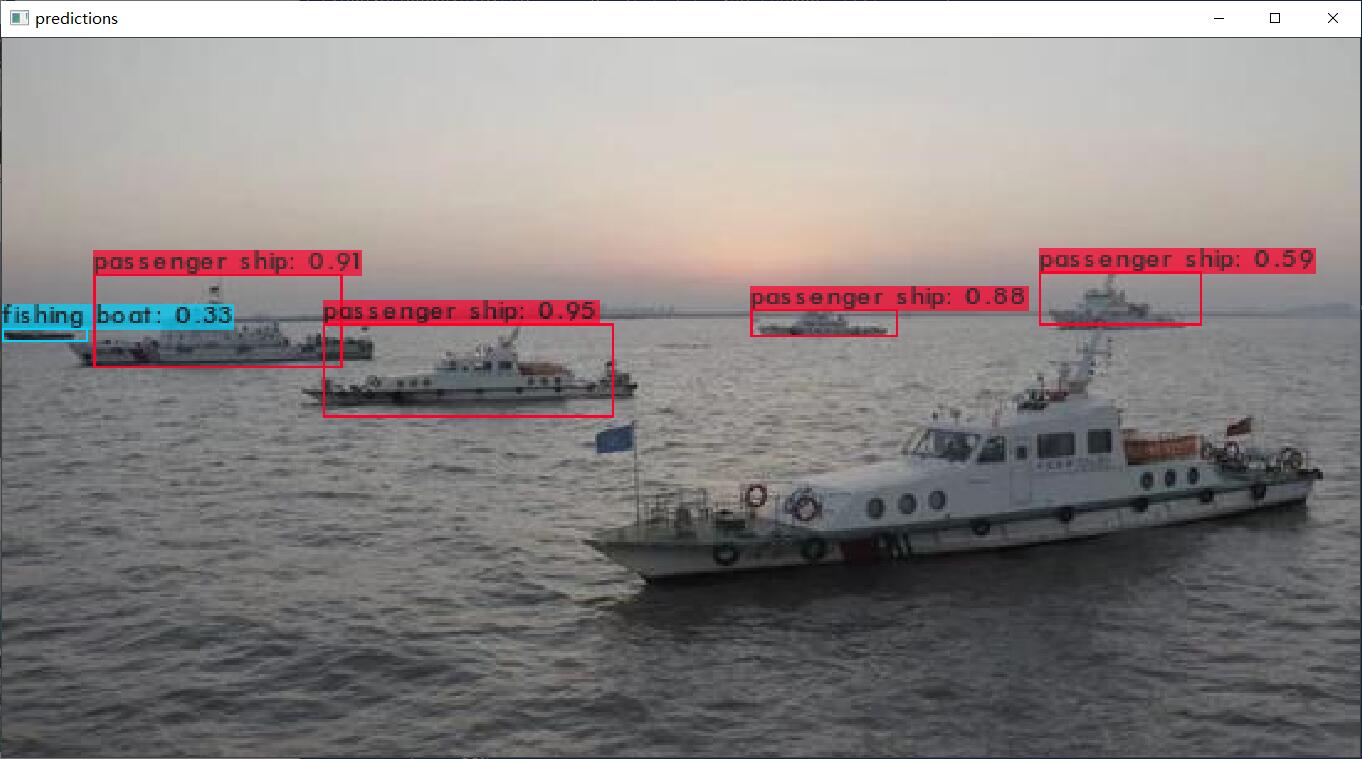 predictions
passenger ship: 0.91
passenger ship: 0.59
passenger ship: 0.88
fishing boat: 0.33
passenger ship: 0.95